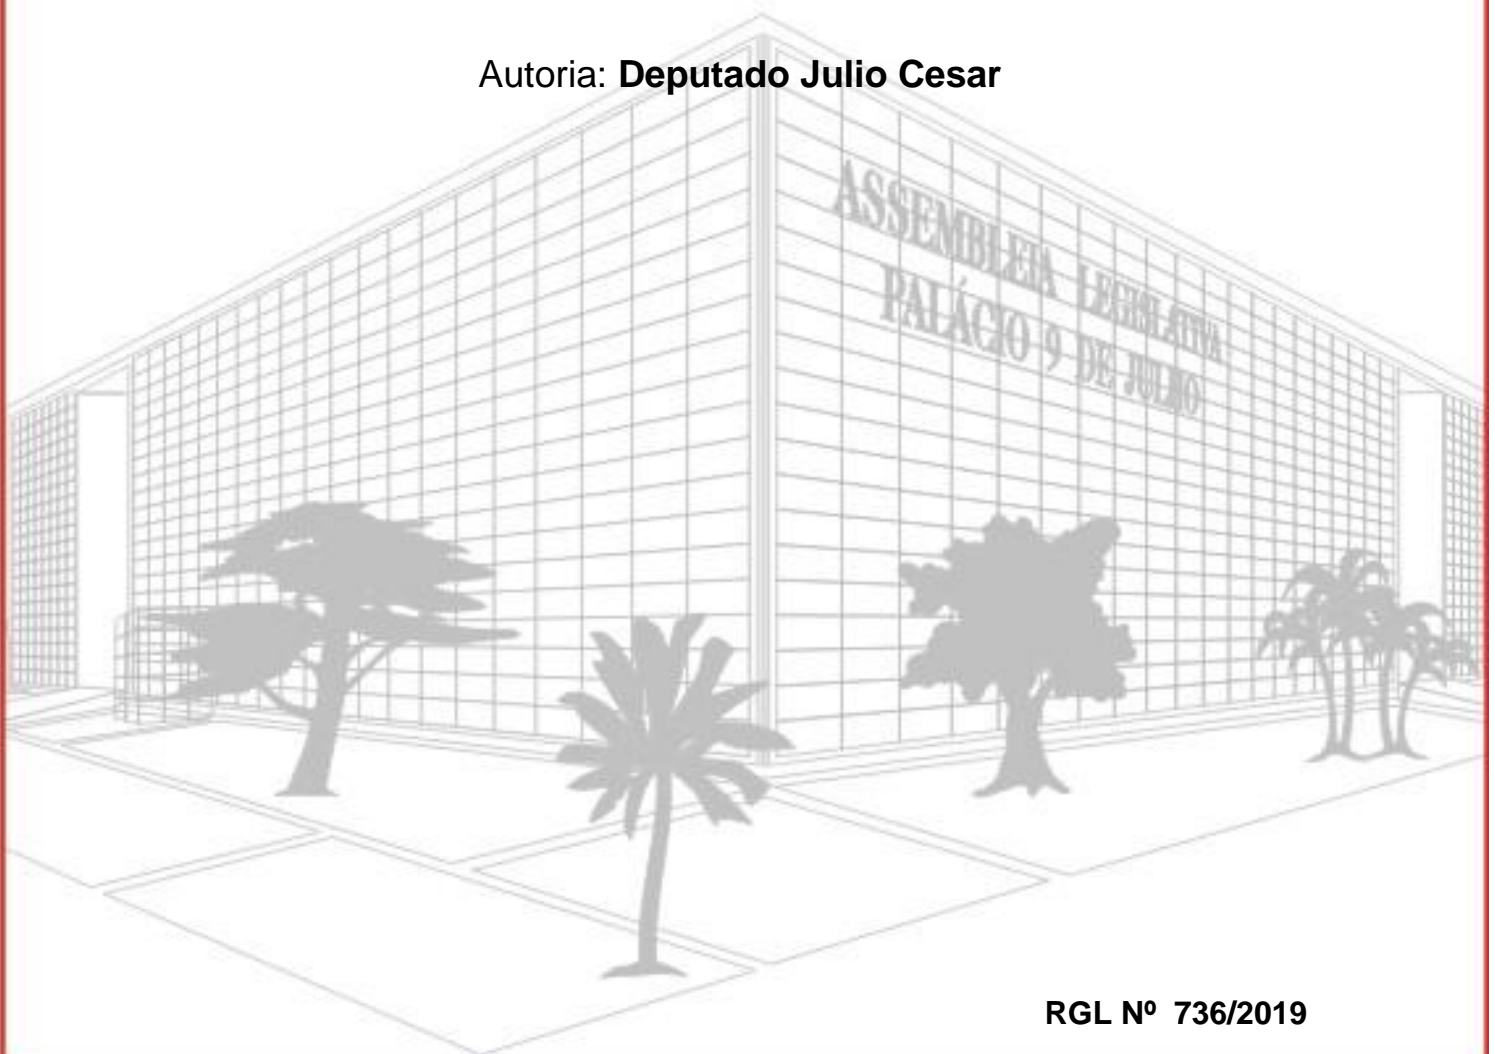 Autoria: Deputado Julio Cesar
ASSEMBLEIA LEGISLATIVA
PALÁCIO 9 DE JULHO
RGL Nº 736/2019